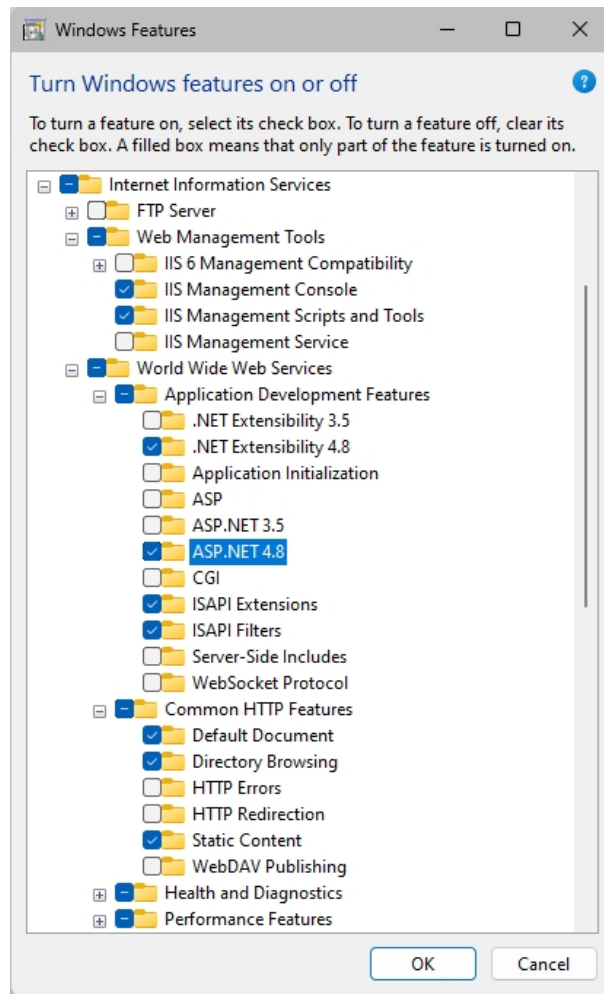 Windows Features
Turn Windows features on or off
?
To turn a feature on, select its check box. To turn a feature off, clear its
check box. A filled box means that only part of the feature is turned on.
Internet Information Services
FTP Server
Web Management Tools
IIS 6 Management Compatibility
IIS Management Console
IIS Management Scripts and Tools
IIS Management Service
World Wide Web Services
Application Development Features
.NET Extensibility 3.5
.NET Extensibility 4.8
Application Initialization
ASP
ASP.NET 3.5
ASP.NET 4.8
CGI
ISAPI Extensions
ISAPI Filters
Server-Side Includes
WebSocket Protocol
Common HTTP Features
Default Document
Directory Browsing
HTTP Errors
HTTP Redirection
Static Content
WebDAV Publishing
Health and Diagnostics
Performance Features
OK Cancel